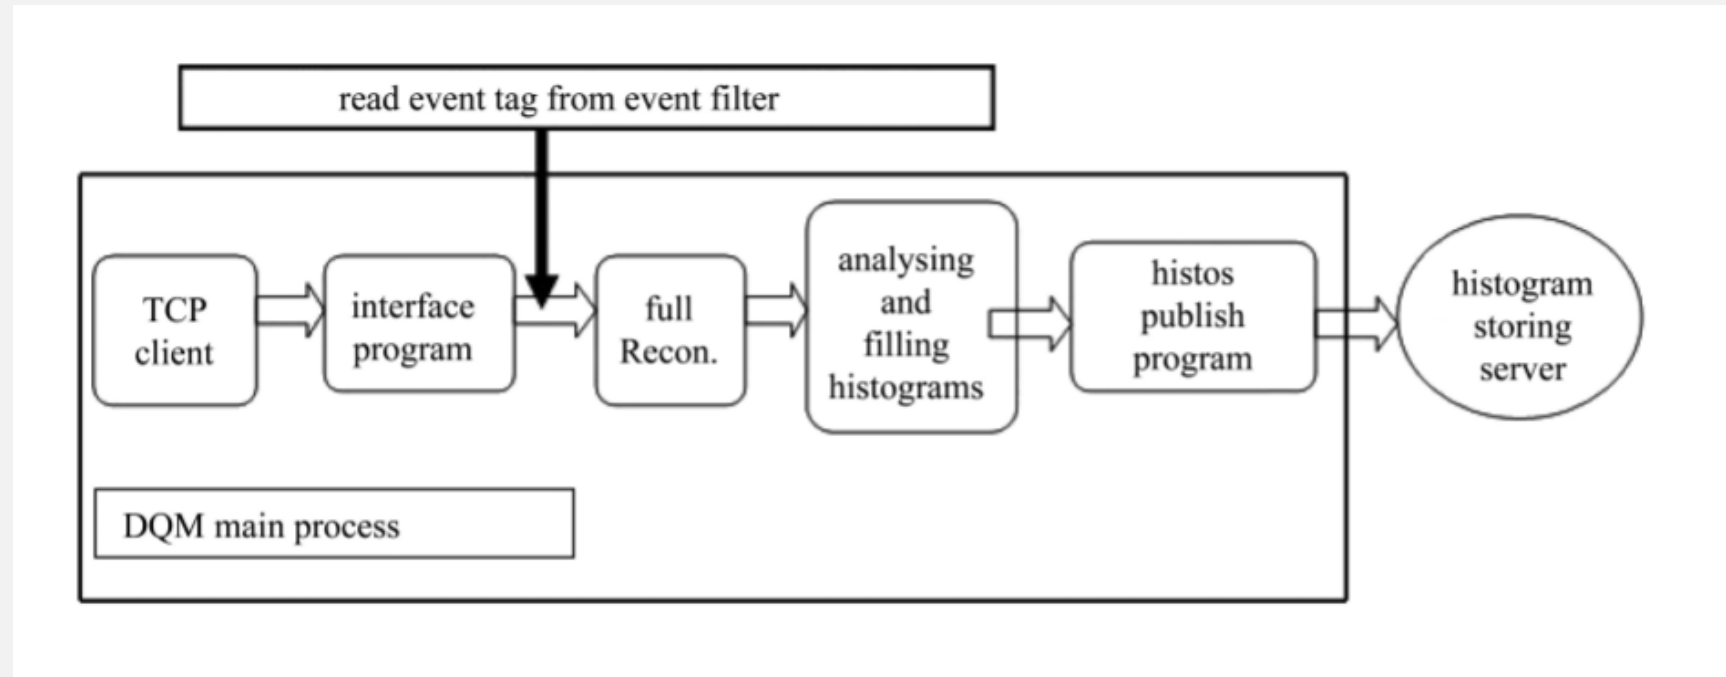 read event tag from event filter
TCP
client
interface
program
full
Recon.
analysing
and
filling
histograms
histos
publish
program
histogram
storing
server
DQM main process